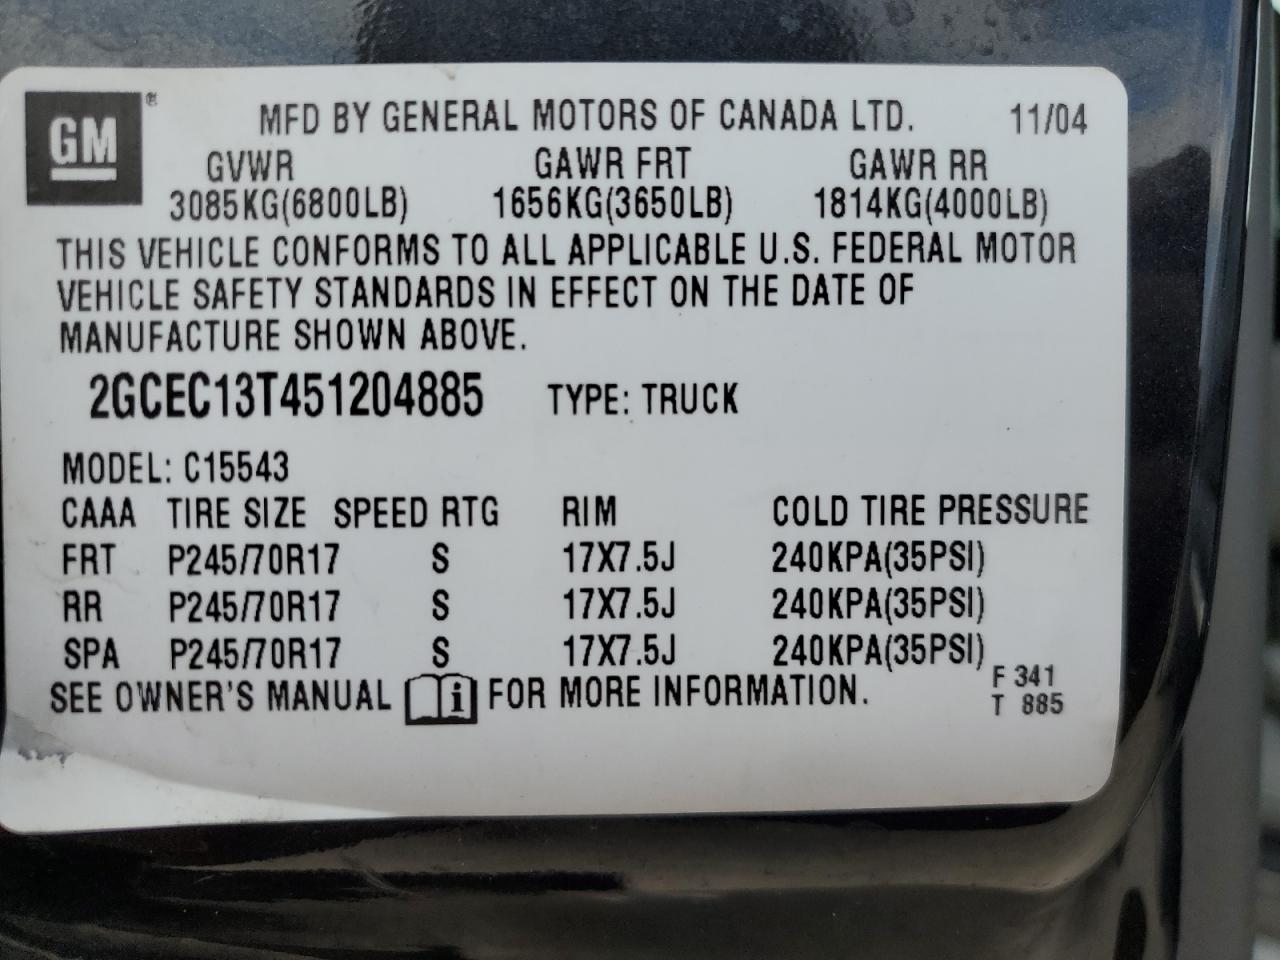 GM ®
MFD BY GENERAL MOTORS OF CANADA LTD. 11/04
GVWR GAWR FRT GAWR RR
3085KG(6800LB) 1656KG(3650LB) 1814KG(4000LB)
THIS VEHICLE CONFORMS TO ALL APPLICABLE U.S. FEDERAL MOTOR
VEHICLE SAFETY STANDARDS IN EFFECT ON THE DATE OF
MANUFACTURE SHOWN ABOVE.
2GCEC13T451204885 TYPE: TRUCK
MODEL: C15543
CAAA TIRE SIZE SPEED RTG RIM COLD TIRE PRESSURE
FRT P245/70R17 S 17X7.5J 240KPA(35PSI)
RR P245/70R17 S 17X7.5J 240KPA(35PSI)
SPA P245/70R17 S 17X7.5J 240KPA(35PSI)
SEE OWNER'S MANUAL i FOR MORE INFORMATION.
F 341
T 885